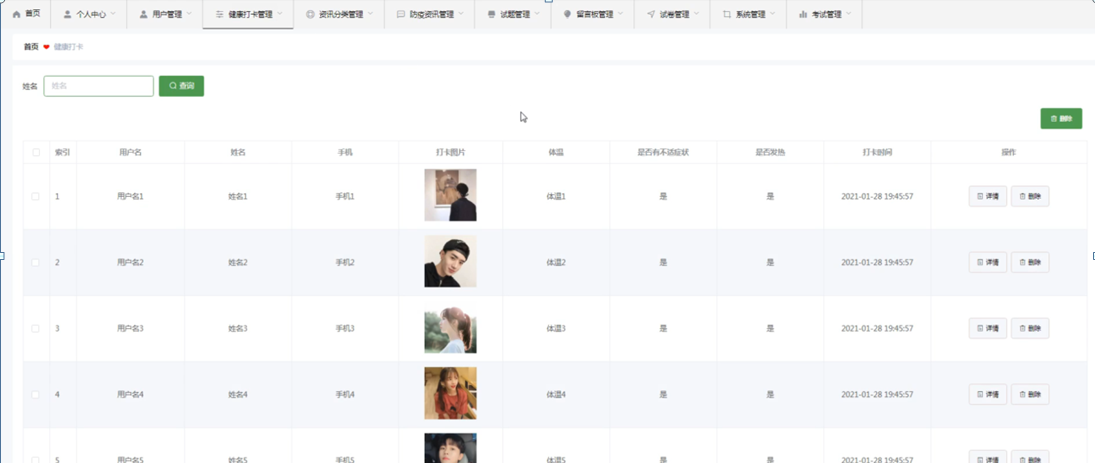 首页 个人中心 用户管理 健康打卡管理 资讯分类管理 防疫资讯管理 试题管理 留言板管理 试卷管理 系统管理 考试管理
首页 健康打卡
姓名 姓名 查询
删除
索引 用户名 姓名 手机 打卡图片 体温 是否有不适症状 是否发热 打卡时间 操作
1 用户名1 姓名1 手机1 体温1 是 是 2021-01-28 19:45:57 详情 删除
2 用户名2 姓名2 手机2 体温2 是 是 2021-01-28 19:45:57 详情 删除
3 用户名3 姓名3 手机3 体温3 是 是 2021-01-28 19:45:57 详情 删除
4 用户名4 姓名4 手机4 体温4 是 是 2021-01-28 19:45:57 详情 删除
5 用户名5 姓名5 手机5 体温5 是 是 2021-01-28 19:45:57 详情 删除